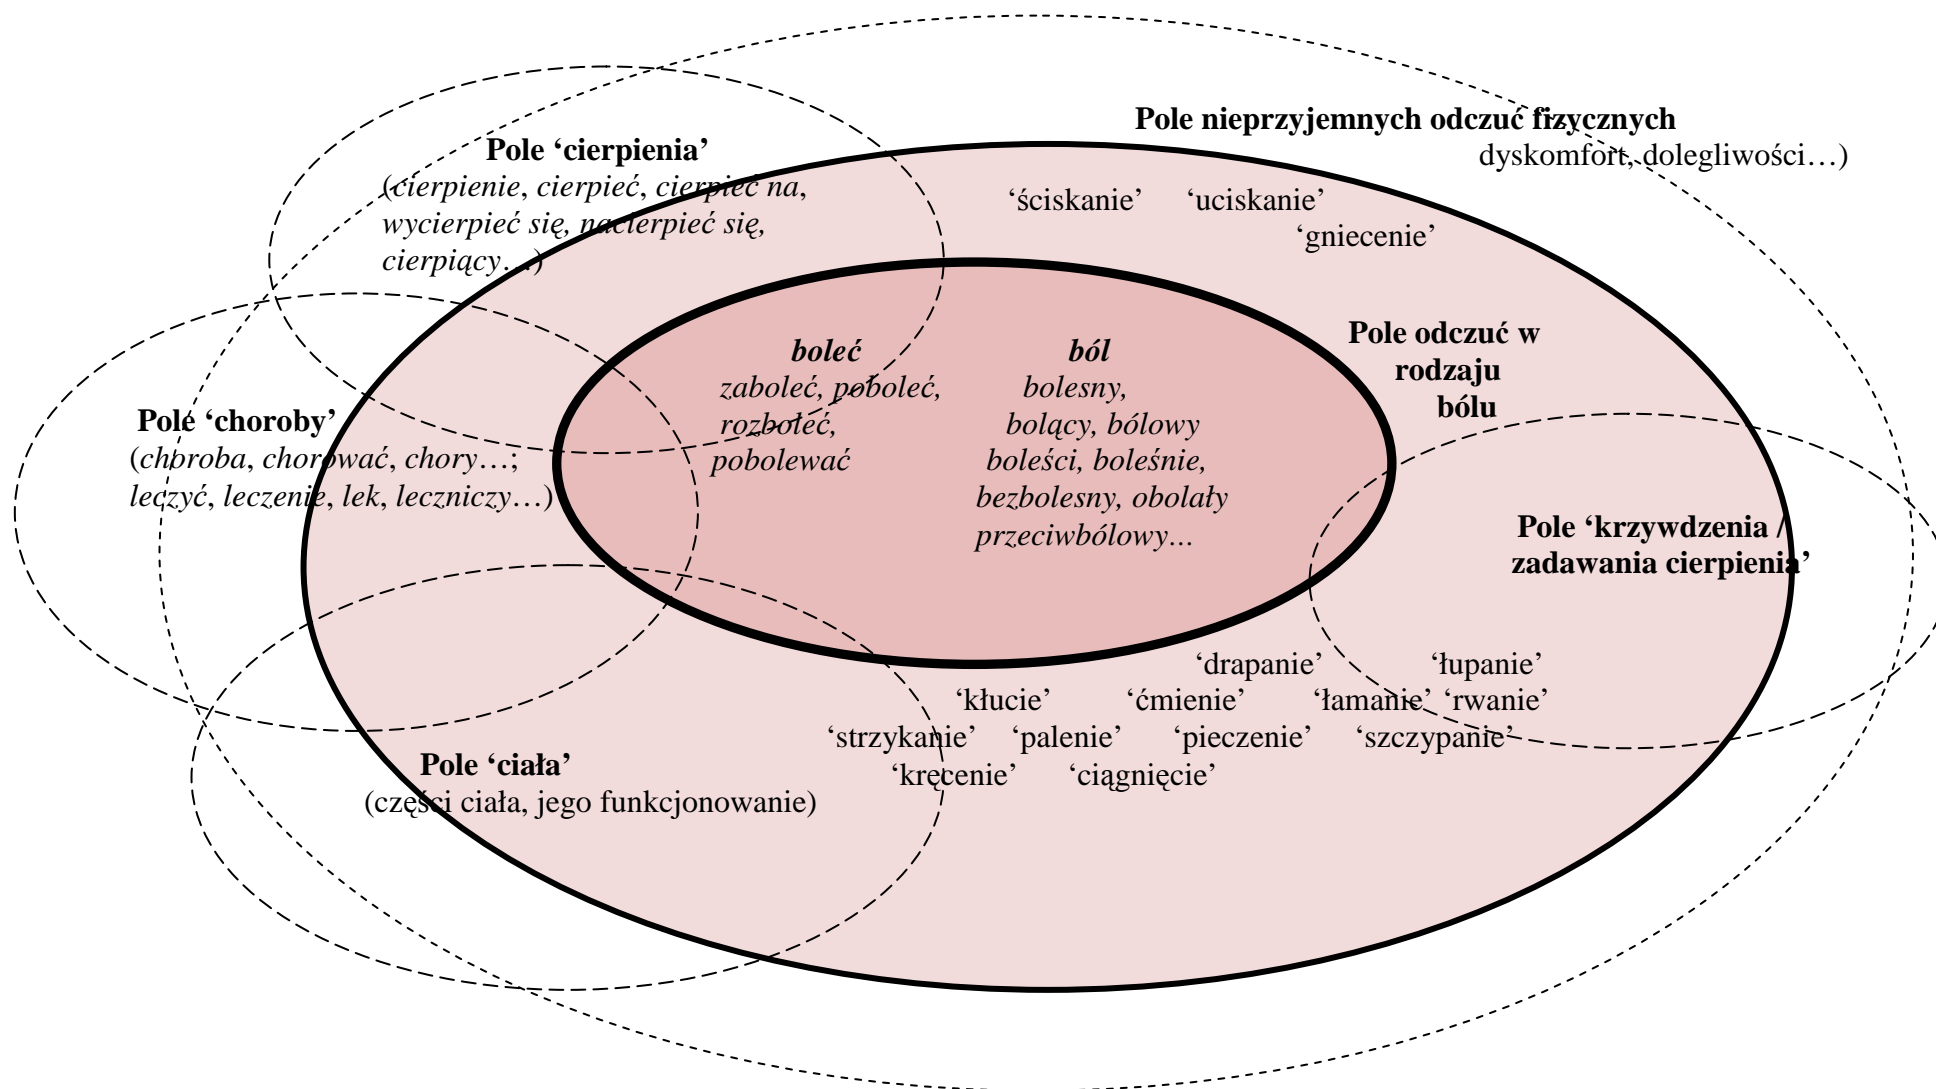 Pole nieprzyjemnych odczuć fizycznych
dyskomfort, dolegliwości…)
Pole ‘cierpienia’
(cierpienie, cierpieć, cierpieć na,
wycierpieć się, nacierpieć się,
cierpiący…)
‘ściskanie’ ‘uciskanie’
‘gniecenie’
Pole odczuć w
rodzaju
bólu
boleć
zaboleć, poboleć,
rozboleć,
pobolewać
ból
bolesny,
bolący, bólowy
boleści, boleśnie,
bezbolesny, obolały
przeciwbólowy…
Pole ‘choroby’
(choroba, chorować, chory…;
leczyć, leczenie, lek, leczniczy…)
Pole ‘krzywdzenia /
zadawania cierpienia’
‘drapanie’ ‘łupanie’
‘kłucie’ ‘ćmienie’ ‘łamanie’ ‘rwanie’
‘strzykanie’ ‘palenie’ ‘pieczenie’ ‘szczypanie’
‘kręcenie’ ‘ciągnięcie’
Pole ‘ciała’
(części ciała, jego funkcjonowanie)